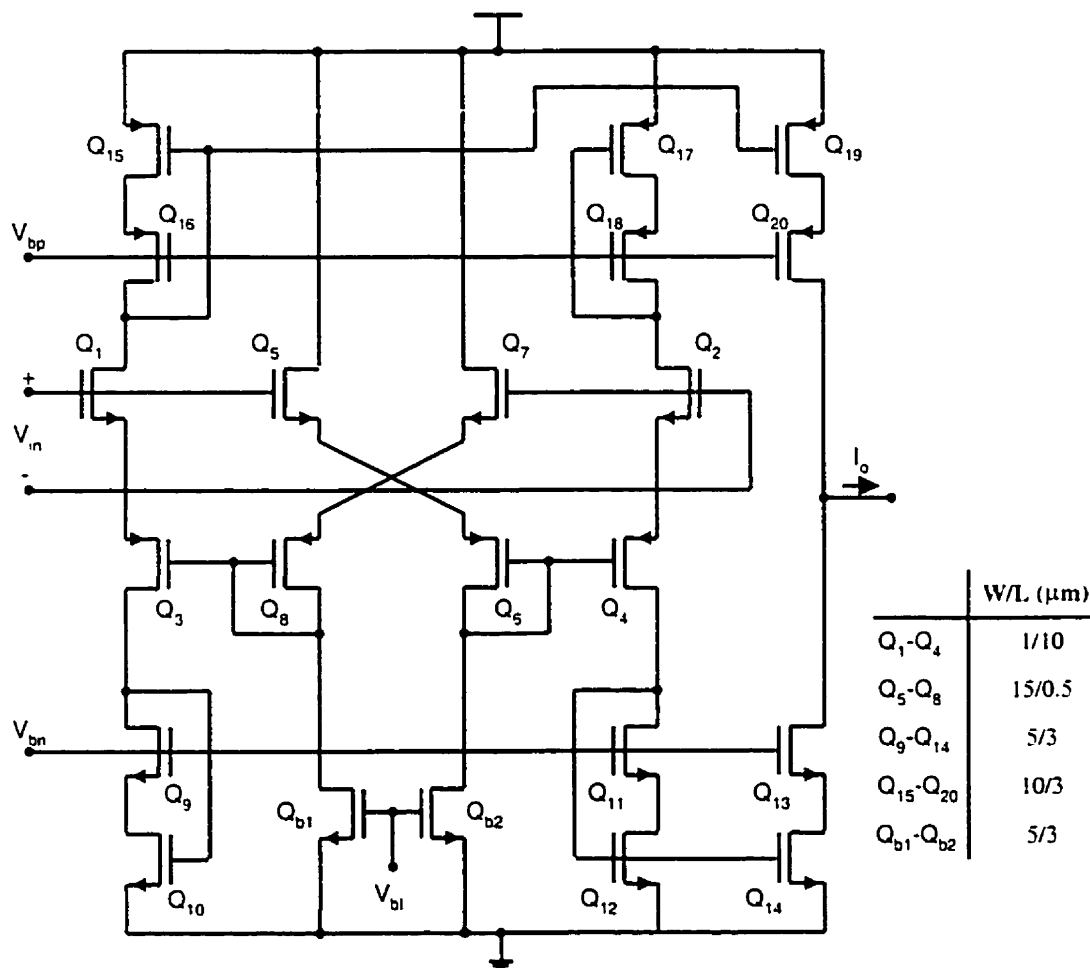 Q15
Q17
Q19
Q16
Q18
Q20
Vbp
Q1
Q5
Q7
Q2
+
Vin
-
Io
Q3
Q8
Q5
Q4
W/L (μm)
Q1-Q4 1/10
Q5-Q8 15/0.5
Q9-Q14 5/3
Q15-Q20 10/3
Qb1-Qb2 5/3
Vbn
Q9
Qb1
Qb2
Q11
Q13
Q10
VbI
Q12
Q14